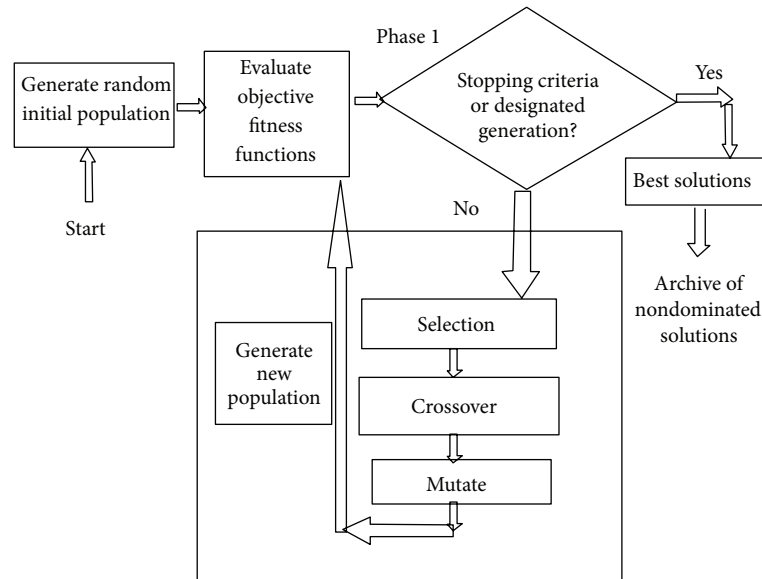 Phase 1
Generate random
initial population
Evaluate
objective
fitness
functions
Stopping criteria
or designated
generation?
Yes
Best solutions
Start
No
Archive of
nondominated
solutions
Selection
Generate
new
population
Crossover
Mutate